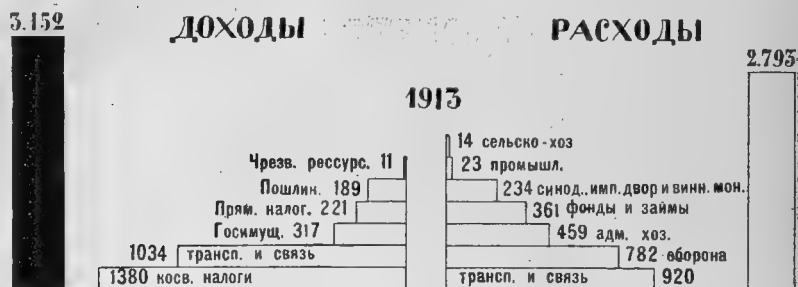 3.152
ДОХОДЫ
РАСХОДЫ
2.793
1913
14 сельско-хоз
Чрезв. рессурс. 11
23 промышл.
Пошлин. 189
234 синод.,имп.двор и винн. мон.
Прям. налог. 221
361 фонды и займы
Госимущ. 317
459 адм. хоз.
1034 трансп. и связь
782 оборона
1380 косв. налоги
трансп. и связь 920